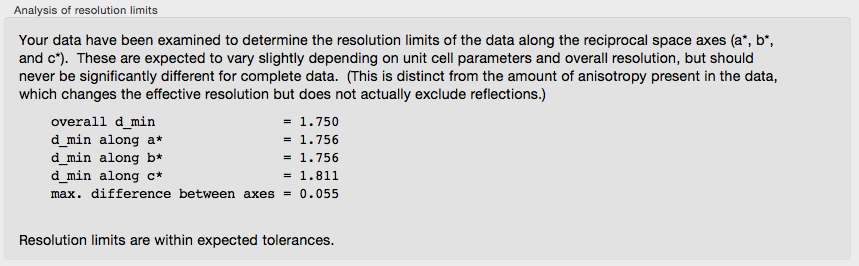 Analysis of resolution limits
Your data have been examined to determine the resolution limits of the data along the reciprocal space axes (a*, b*,
and c*).  These are expected to vary slightly depending on unit cell parameters and overall resolution, but should
never be significantly different for complete data.  (This is distinct from the amount of anisotropy present in the data,
which changes the effective resolution but does not actually exclude reflections.)
overall d_min                = 1.750
d_min along a*               = 1.756
d_min along b*               = 1.756
d_min along c*               = 1.811
max. difference between axes = 0.055
Resolution limits are within expected tolerances.